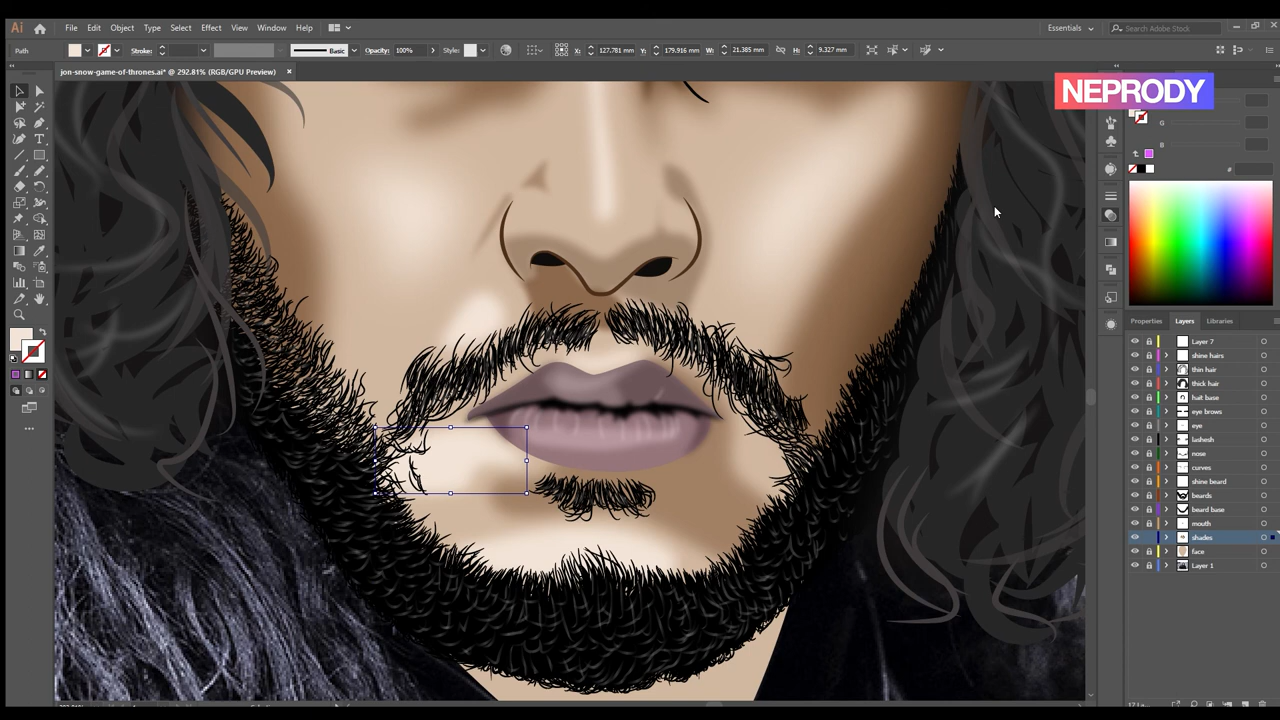 Ai File Edit Object Type Select Effect View Window Help Essentials Search Adobe Stock
Path Stroke: Basic Opacity: 100% Style: X: 127.781 mm Y: 179.916 mm W: 21.385 mm H: 9.327 mm
jon-snow-game-of-thrones.ai* @ 292.81% (RGB/GPU Preview)
NEPRODY
G
B
#
Properties Layers Libraries
Layer 7
shine hairs
thin hair
thick hair
hait base
eye brows
eye
lashesh
nose
curves
shine beard
beards
beard base
mouth
shades
face
Layer 1